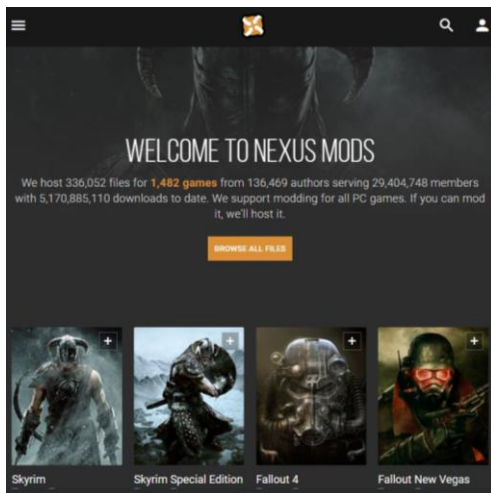 WELCOME TO NEXUS MODS
We host 336,052 files for 1,482 games from 136,469 authors serving 29,404,748 members
with 5,170,885,110 downloads to date. We support modding for all PC games. If you can mod
it, we'll host it.
BROWSE ALL FILES
Skyrim
Skyrim Special Edition
Fallout 4
Fallout New Vegas